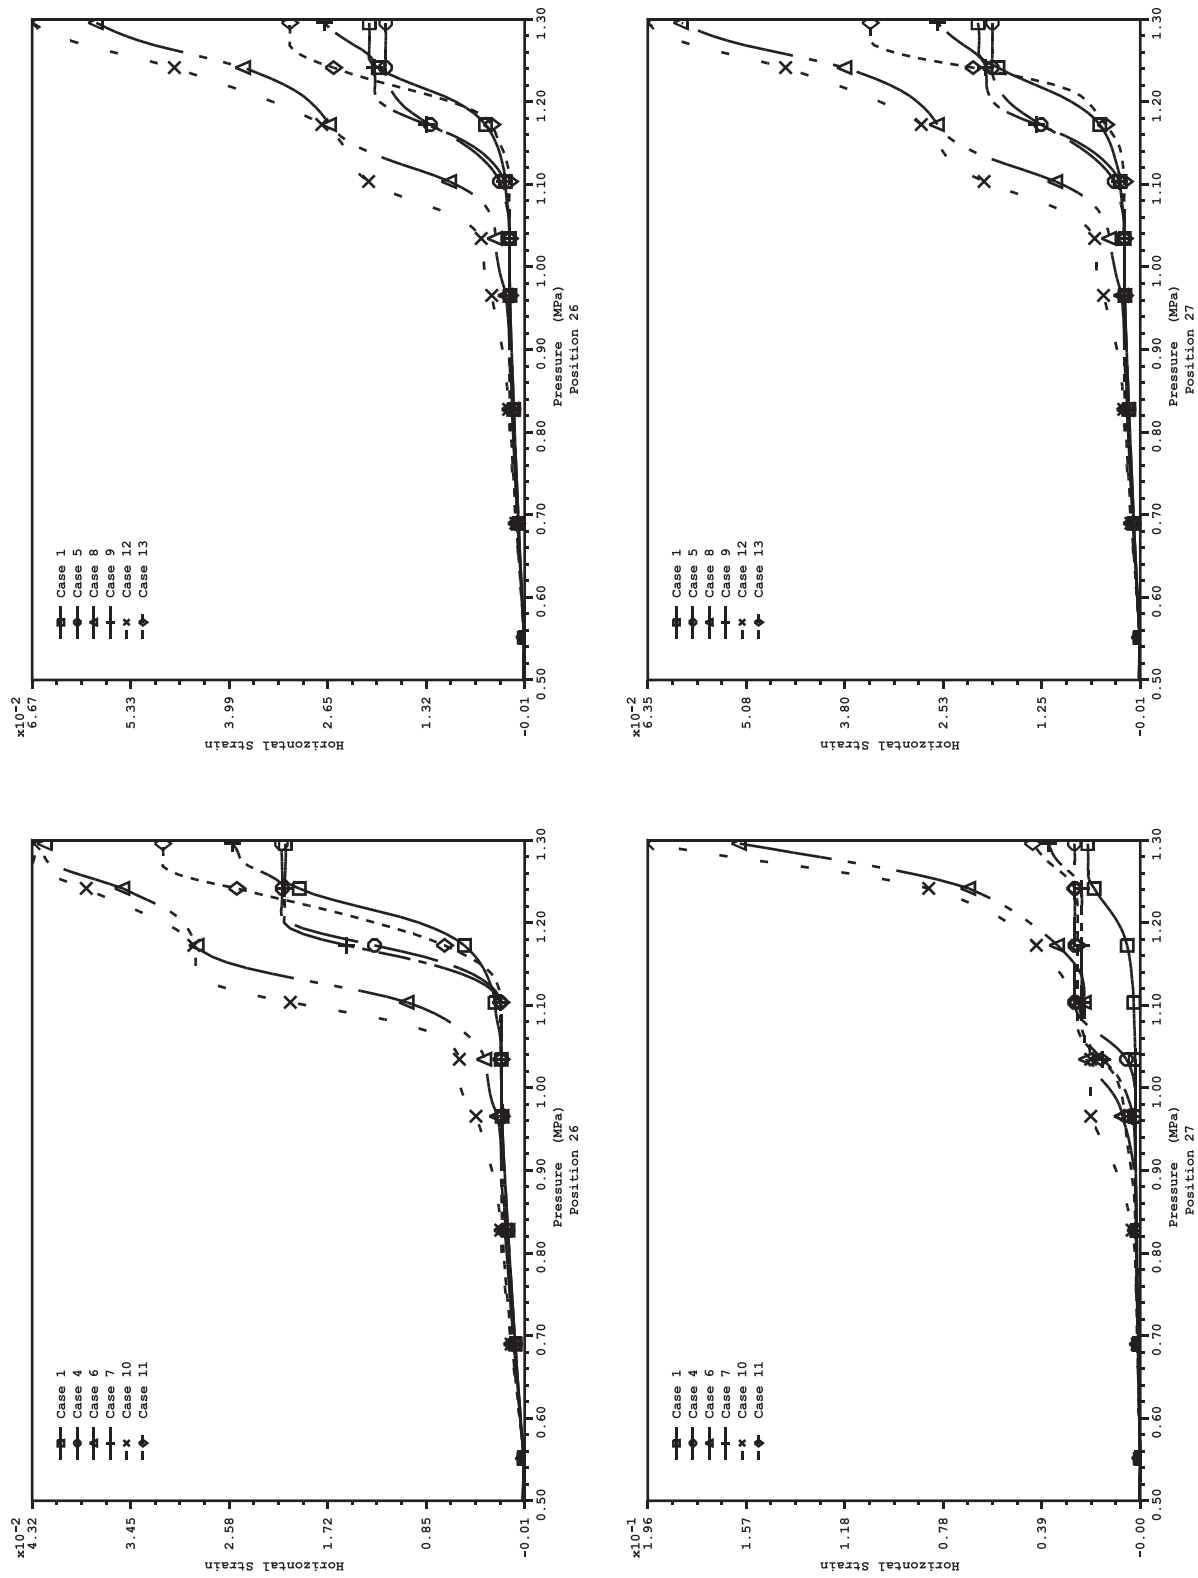 x10-2
4.32
3.45
2.58
1.72
0.85
-0.01
Horizontal Strain
0.50
0.60
0.70
0.80
0.90
1.00
1.10
1.20
1.30
Pressure (MPa)
Position 26
Case 1
Case 4
Case 6
Case 7
Case 10
Case 11
x10-2
6.67
5.33
3.99
2.65
1.32
-0.01
Horizontal Strain
0.50
0.60
0.70
0.80
0.90
1.00
1.10
1.20
1.30
Pressure (MPa)
Position 26
Case 1
Case 5
Case 8
Case 9
Case 12
Case 13
x10-1
1.96
1.57
1.18
0.78
0.39
-0.00
Horizontal Strain
0.50
0.60
0.70
0.80
0.90
1.00
1.10
1.20
1.30
Pressure (MPa)
Position 27
Case 1
Case 4
Case 6
Case 7
Case 10
Case 11
x10-2
6.35
5.08
3.80
2.53
1.25
-0.01
Horizontal Strain
0.50
0.60
0.70
0.80
0.90
1.00
1.10
1.20
1.30
Pressure (MPa)
Position 27
Case 1
Case 5
Case 8
Case 9
Case 12
Case 13